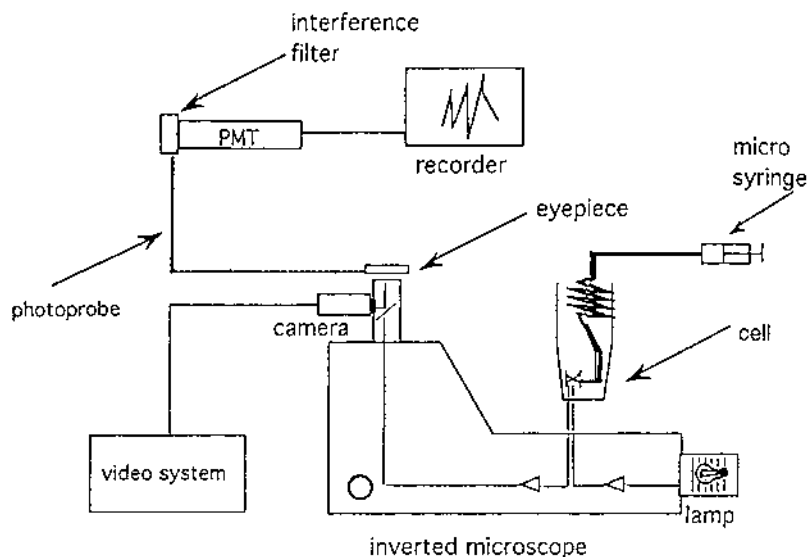 interference
filter
PMT
recorder
micro
syringe
eyepiece
photoprobe
camera
cell
video system
lamp
inverted microscope